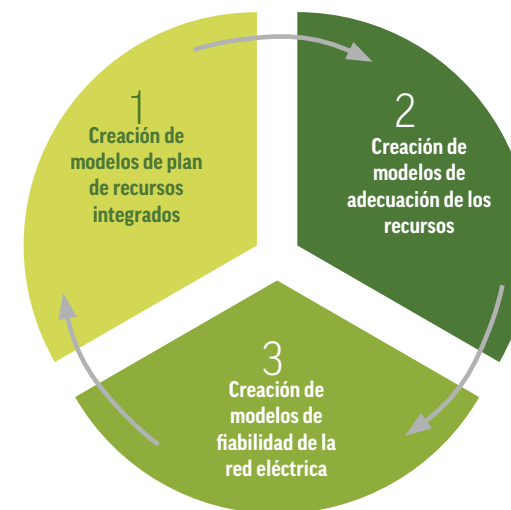 1
Creación de
modelos de plan
de recursos
integrados
2
Creación de
modelos de
adecuación de los
recursos
3
Creación de
modelos de
fiabilidad de la
red eléctrica